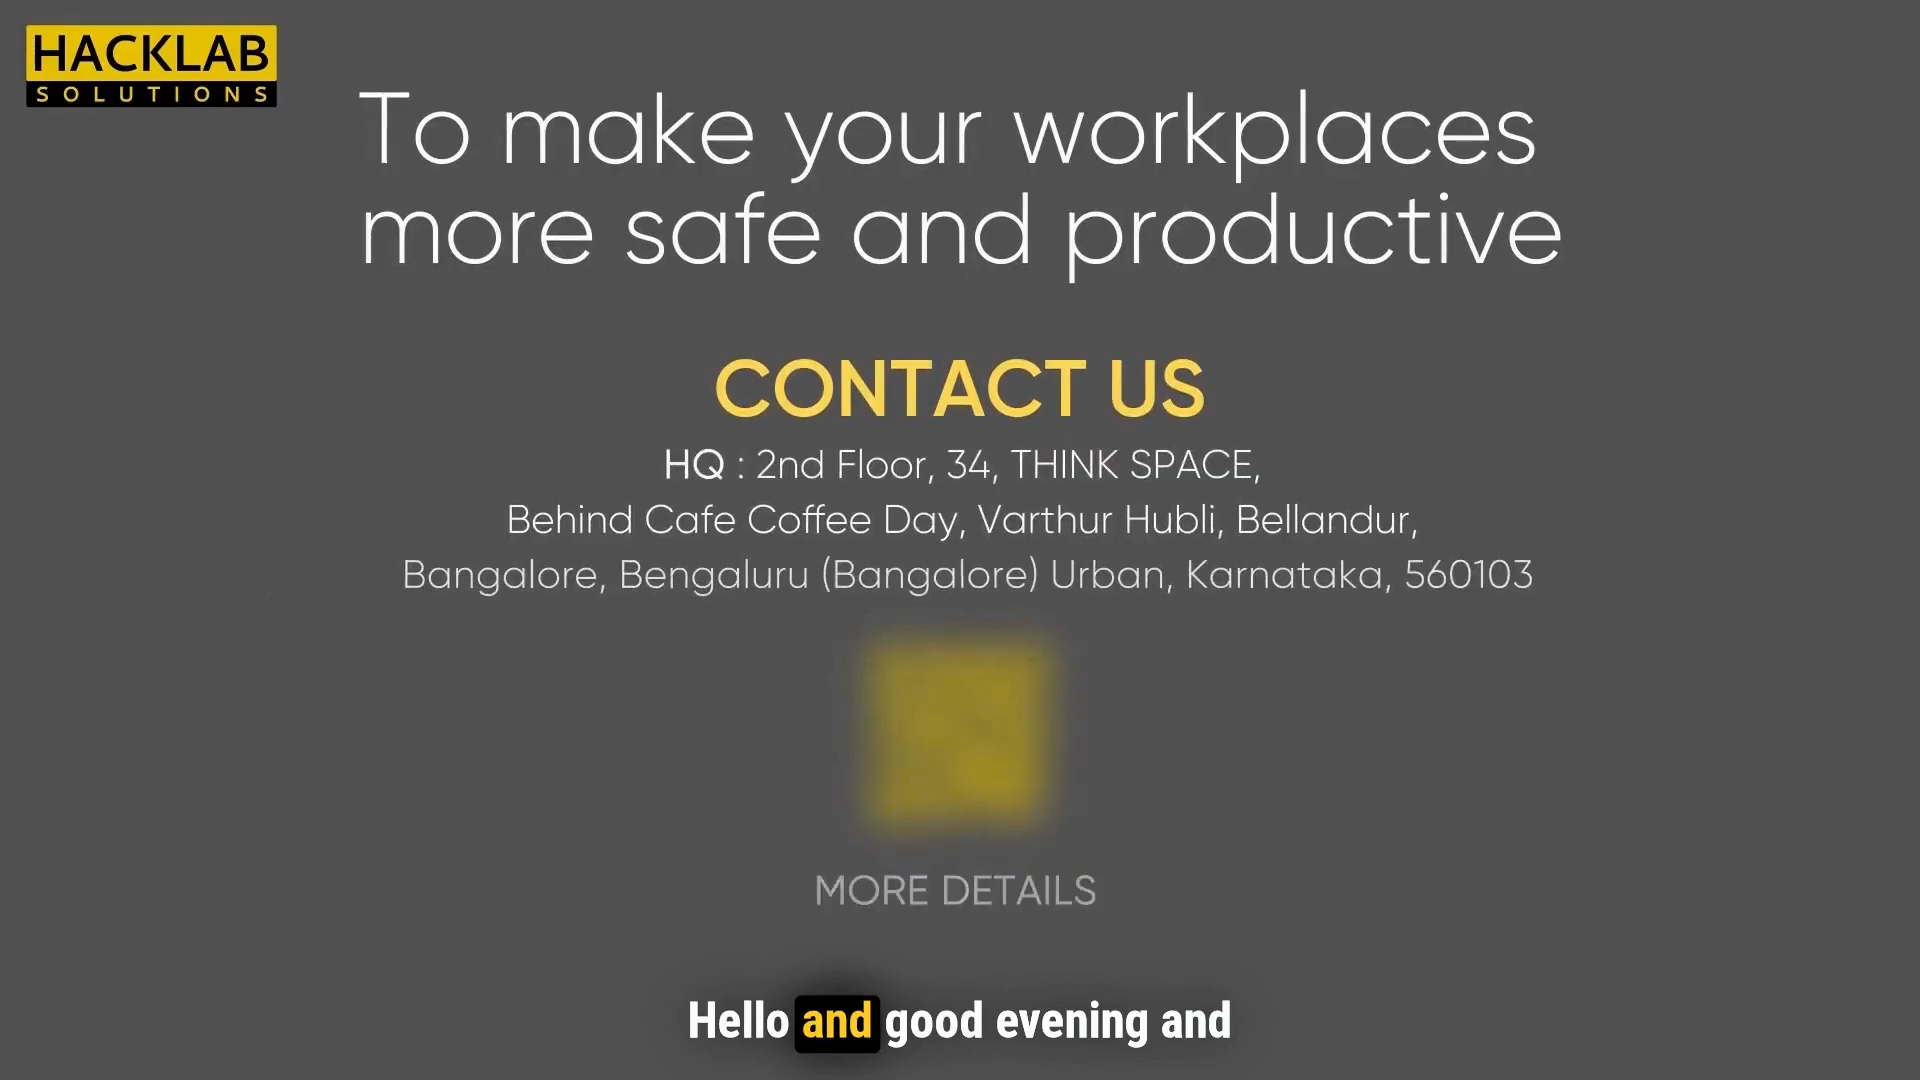 HACKLAB
SOLUTIONS
To make your workplaces
more safe and productive
CONTACT US
HQ : 2nd Floor, 34, THINK SPACE,
Behind Cafe Coffee Day, Varthur Hubli, Bellandur,
Bangalore, Bengaluru (Bangalore) Urban, Karnataka, 560103
MORE DETAILS
Hello and good evening and